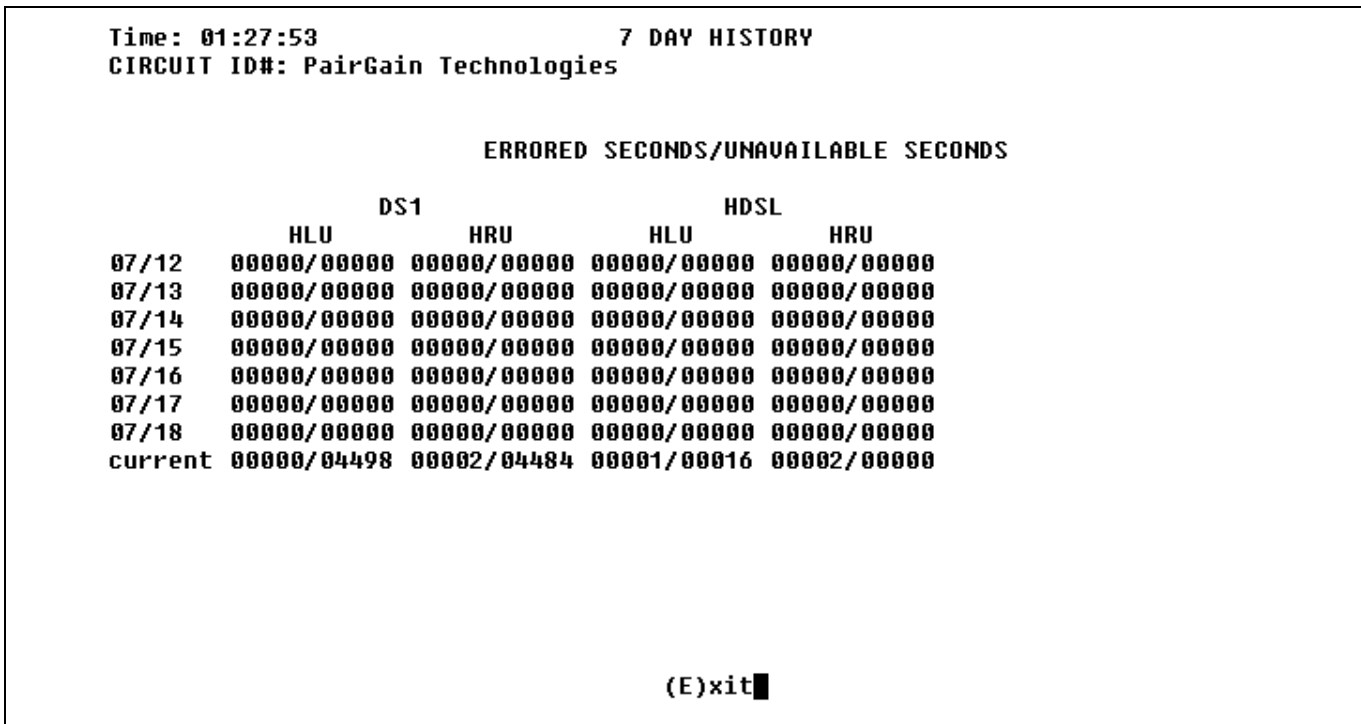 Time: 01:27:53 7 DAY HISTORY
CIRCUIT ID#: PairGain Technologies
ERRORED SECONDS/UNAVAILABLE SECONDS
DS1 HDSL
HLU HRU HLU HRU
07/12 00000/00000 00000/00000 00000/00000 00000/00000
07/13 00000/00000 00000/00000 00000/00000 00000/00000
07/14 00000/00000 00000/00000 00000/00000 00000/00000
07/15 00000/00000 00000/00000 00000/00000 00000/00000
07/16 00000/00000 00000/00000 00000/00000 00000/00000
07/17 00000/00000 00000/00000 00000/00000 00000/00000
07/18 00000/00000 00000/00000 00000/00000 00000/00000
current 00000/04498 00002/04484 00001/00016 00002/00000
(E)xit